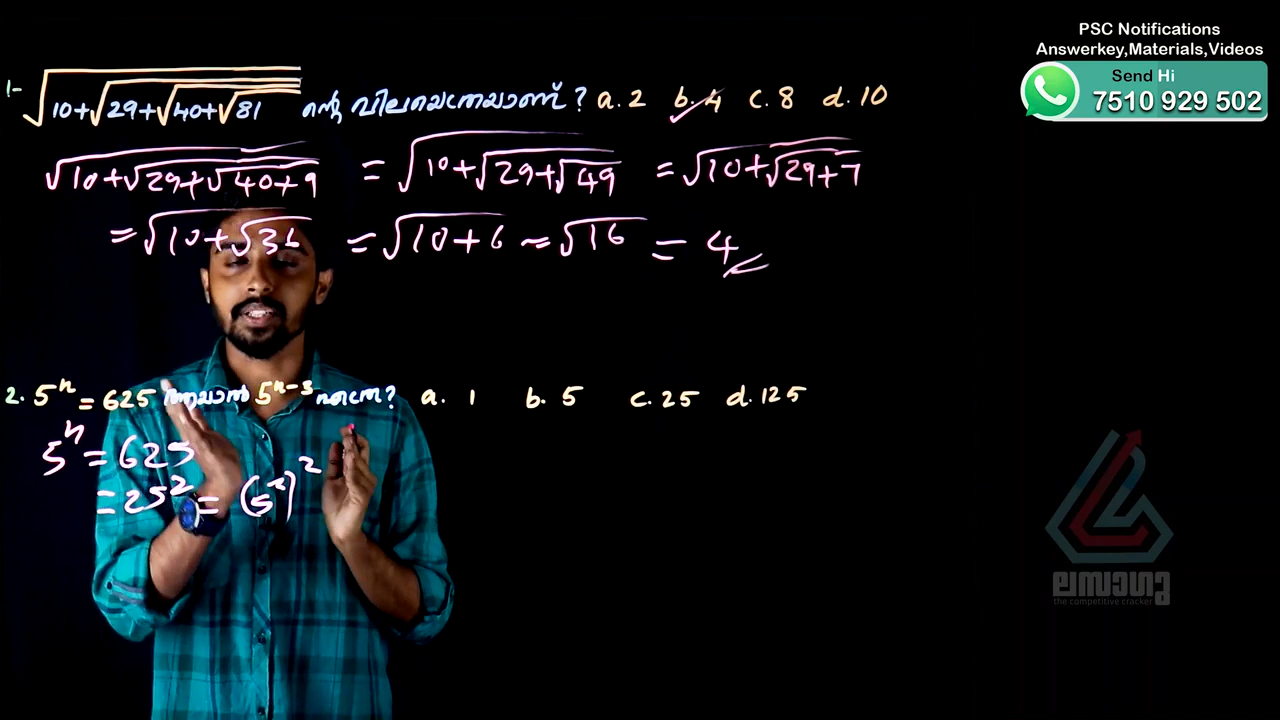 PSC Notifications
Answerkey,Materials,Videos
Send Hi
7510 929 502
1- √10+√29+√40+√81 ന്റെ വിലയെന്തായാണ് ? a. 2 b. 4 c. 8 d. 10
√10+√29+√40+9 = √10+√29+√49 = √10+√29+7
= √10+√36 = √10+6 = √16 = 4
2. 5ⁿ = 625 ആയാൽ 5ⁿ⁻³ എത്ര? a. 1 b. 5 c. 25 d. 125
5ⁿ = 625
= 25² = (5²)²
ലസാഗു
the competitive cracker